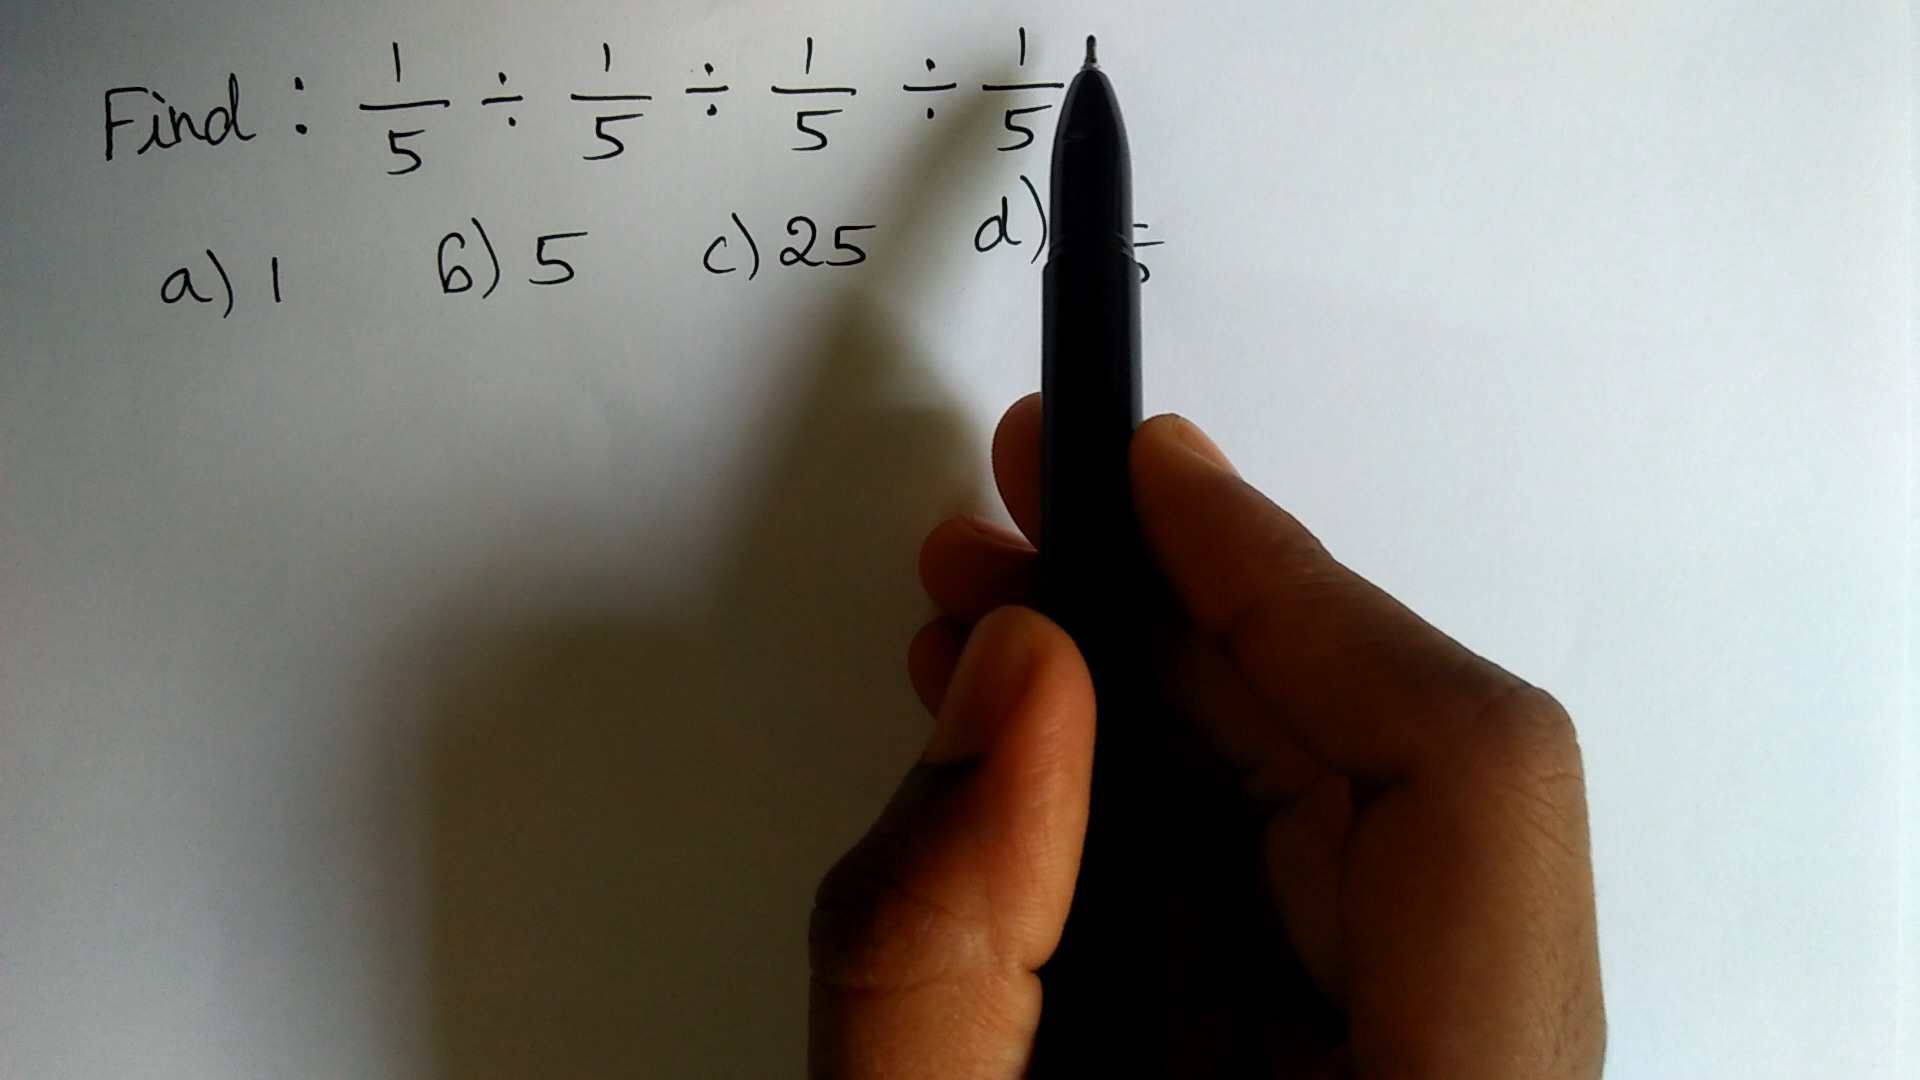 Find : 1/5 ÷ 1/5 ÷ 1/5 ÷ 1/5
a) 1 b) 5 c) 25 d)